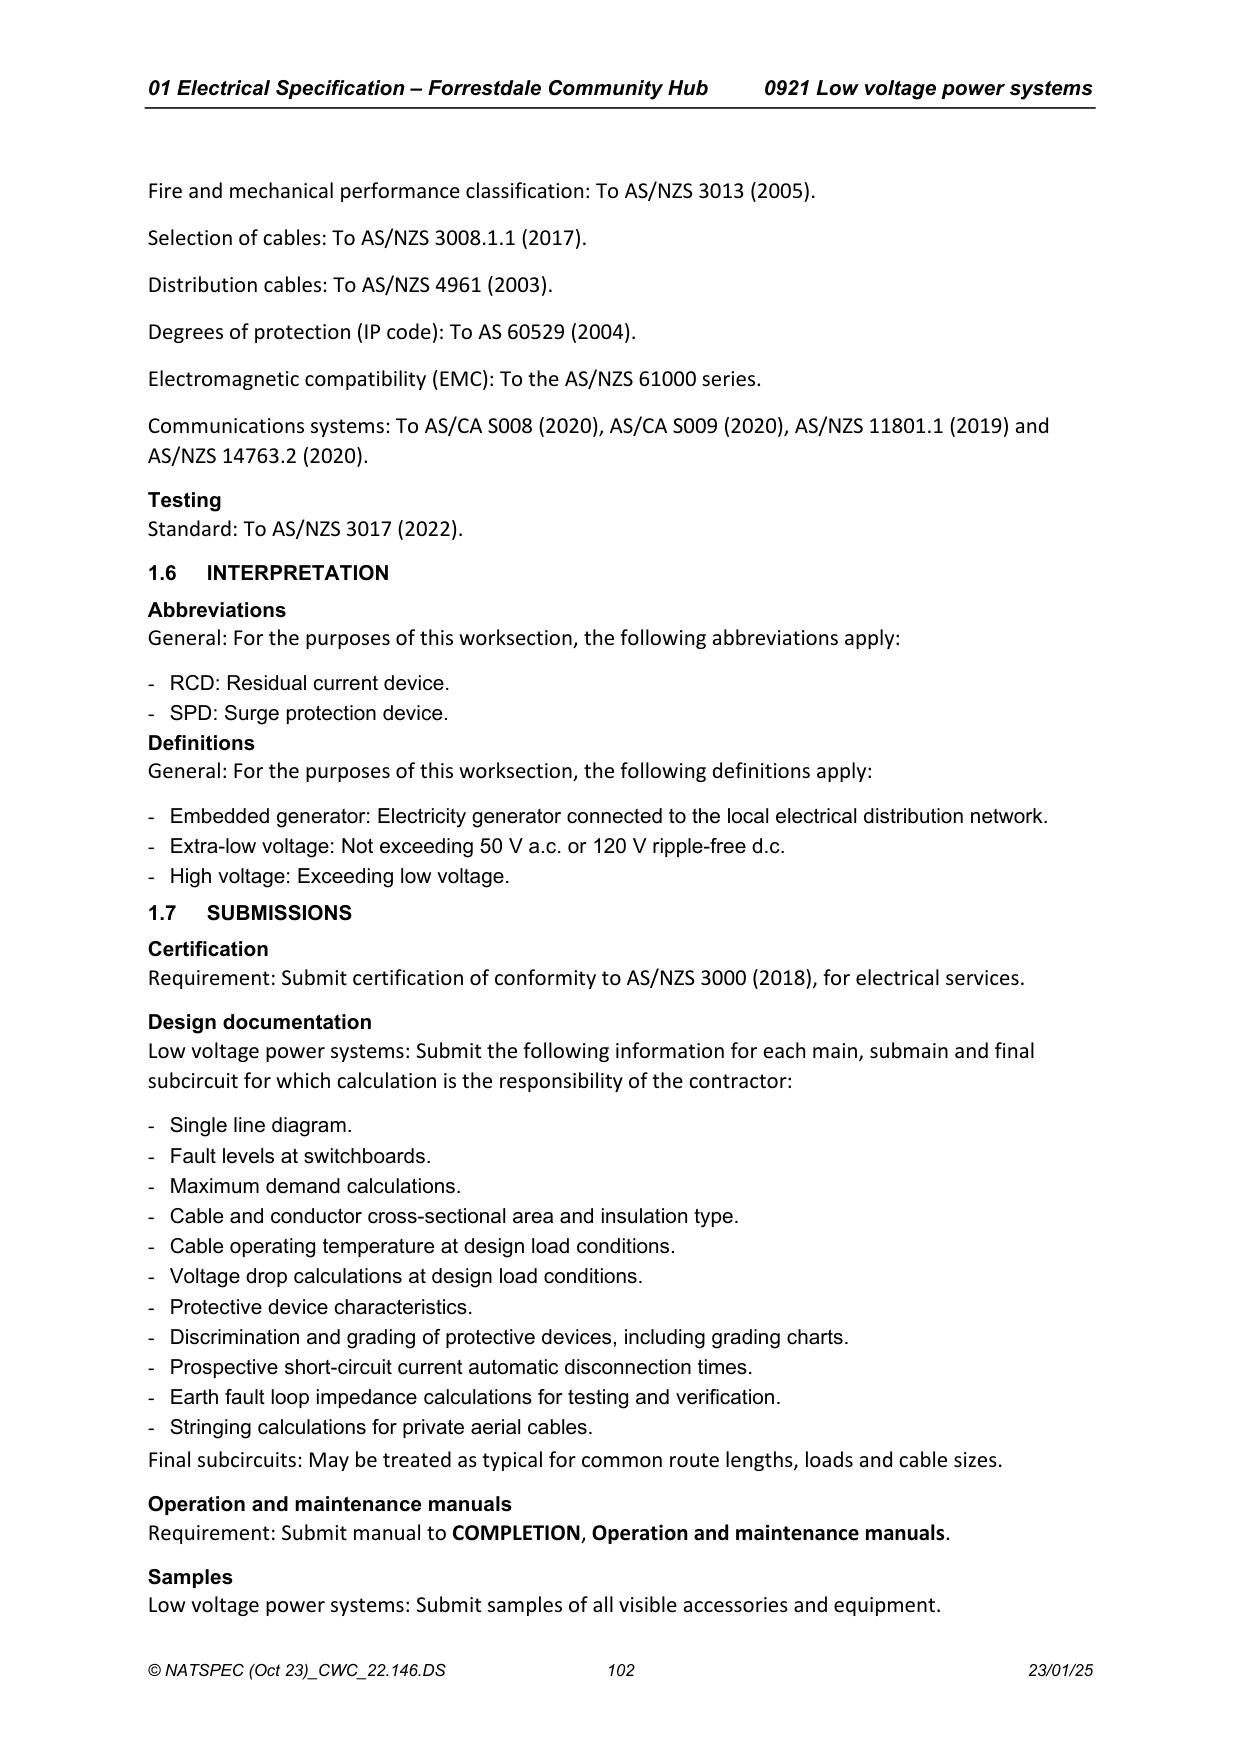 01 Electrical Specification – Forrestdale Community Hub 0921 Low voltage power systems
Fire and mechanical performance classification: To AS/NZS 3013 (2005).
Selection of cables: To AS/NZS 3008.1.1 (2017).
Distribution cables: To AS/NZS 4961 (2003).
Degrees of protection (IP code): To AS 60529 (2004).
Electromagnetic compatibility (EMC): To the AS/NZS 61000 series.
Communications systems: To AS/CA S008 (2020), AS/CA S009 (2020), AS/NZS 11801.1 (2019) and
AS/NZS 14763.2 (2020).
Testing
Standard: To AS/NZS 3017 (2022).
1.6 INTERPRETATION
Abbreviations
General: For the purposes of this worksection, the following abbreviations apply:
- RCD: Residual current device.
- SPD: Surge protection device.
Definitions
General: For the purposes of this worksection, the following definitions apply:
- Embedded generator: Electricity generator connected to the local electrical distribution network.
- Extra-low voltage: Not exceeding 50 V a.c. or 120 V ripple-free d.c.
- High voltage: Exceeding low voltage.
1.7 SUBMISSIONS
Certification
Requirement: Submit certification of conformity to AS/NZS 3000 (2018), for electrical services.
Design documentation
Low voltage power systems: Submit the following information for each main, submain and final
subcircuit for which calculation is the responsibility of the contractor:
- Single line diagram.
- Fault levels at switchboards.
- Maximum demand calculations.
- Cable and conductor cross-sectional area and insulation type.
- Cable operating temperature at design load conditions.
- Voltage drop calculations at design load conditions.
- Protective device characteristics.
- Discrimination and grading of protective devices, including grading charts.
- Prospective short-circuit current automatic disconnection times.
- Earth fault loop impedance calculations for testing and verification.
- Stringing calculations for private aerial cables.
Final subcircuits: May be treated as typical for common route lengths, loads and cable sizes.
Operation and maintenance manuals
Requirement: Submit manual to COMPLETION, Operation and maintenance manuals.
Samples
Low voltage power systems: Submit samples of all visible accessories and equipment.
© NATSPEC (Oct 23)_CWC_22.146.DS 102 23/01/25